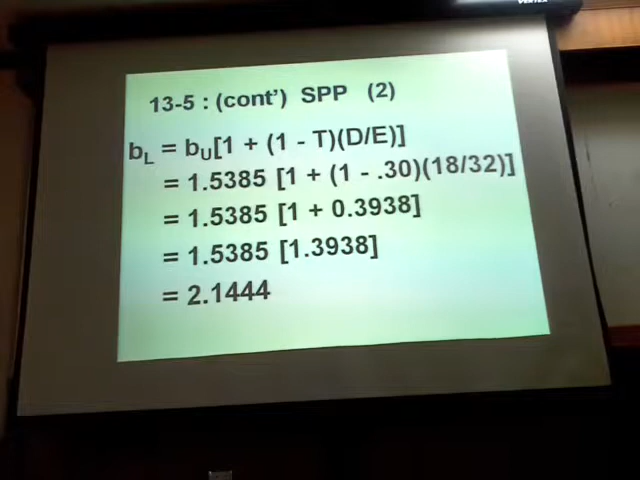 13-5 : (cont') SPP (2)
bL = bU[1 + (1 - T)(D/E)]
= 1.5385 [1 + (1 - .30)(18/32)]
= 1.5385 [1 + 0.3938]
= 1.5385 [1.3938]
= 2.1444